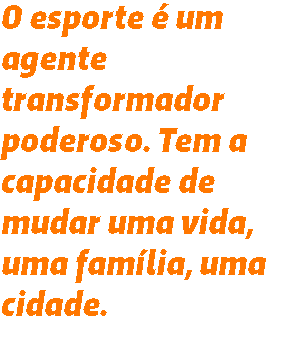 O esporte é um
agente
transformador
poderoso. Tem a
capacidade de
mudar uma vida,
uma família, uma
cidade.